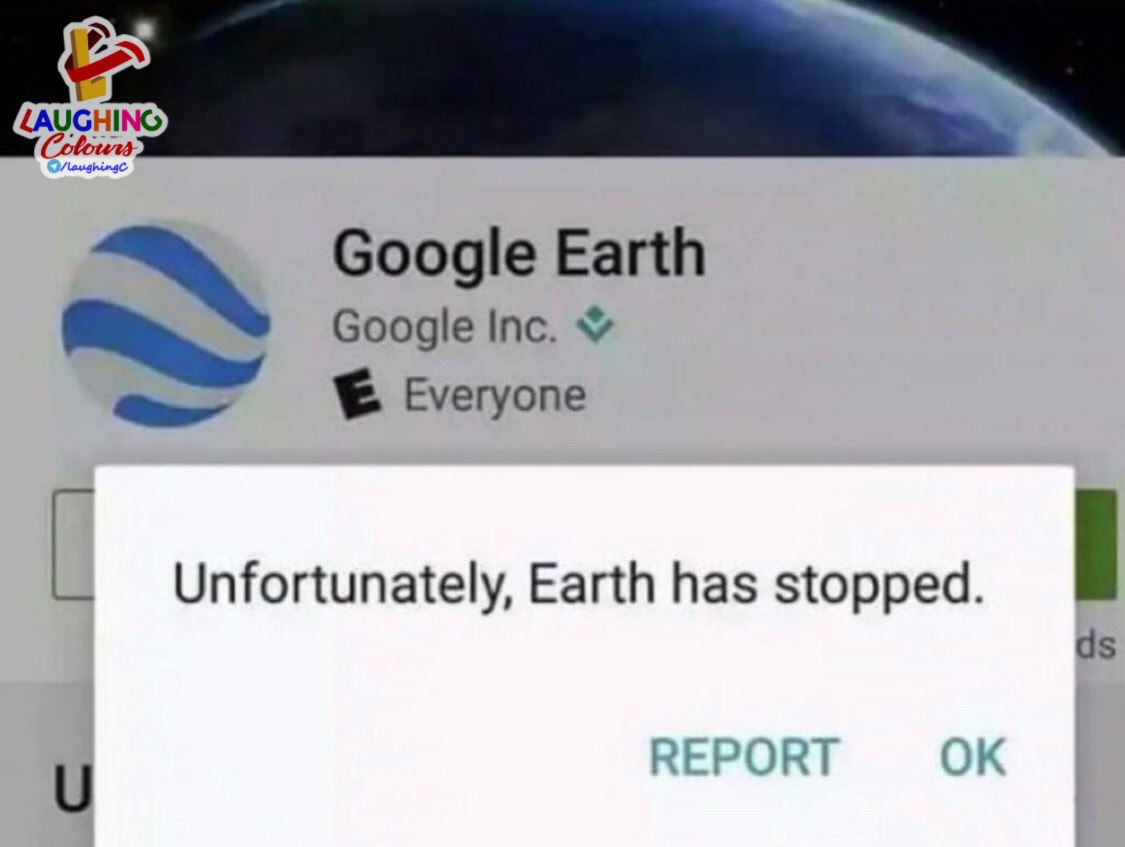 LAUGHING
Colours
/laughingC
Google Earth
Google Inc.
E Everyone
Unfortunately, Earth has stopped.
ds
REPORT OK
U